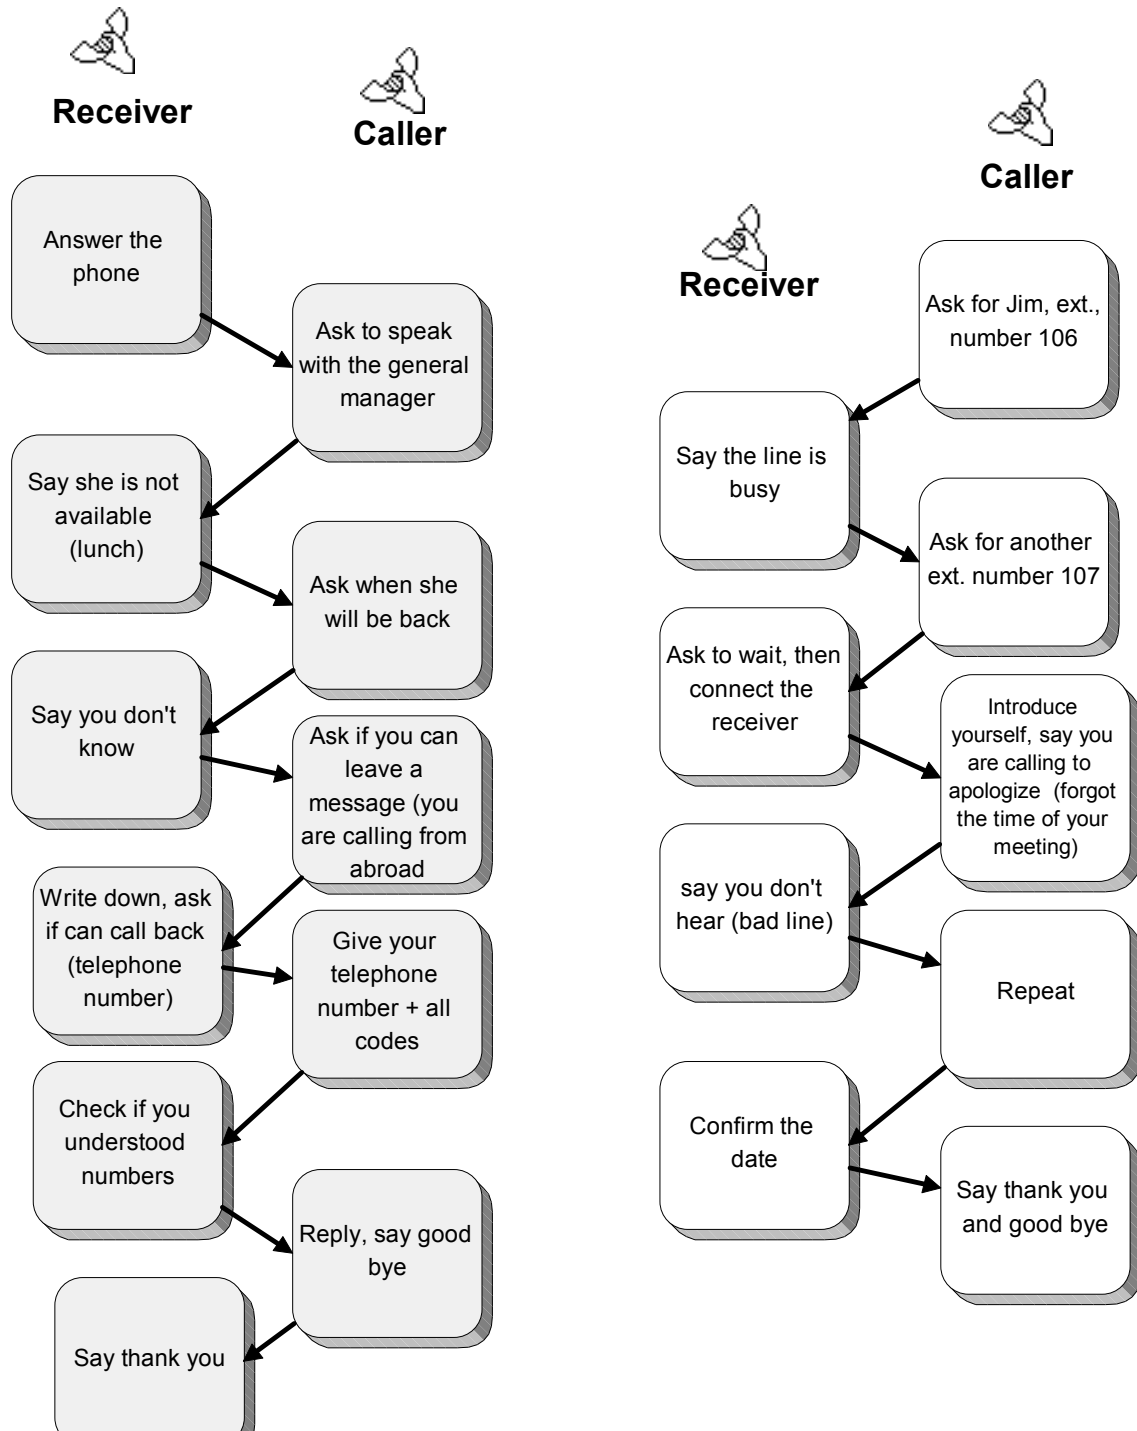 Receiver
Caller
Answer the
phone
Ask to speak
with the general
manager
Say she is not
available
(lunch)
Ask when she
will be back
Say you don't
know
Ask if you can
leave a
message (you
are calling from
abroad
Write down, ask
if can call back
(telephone
number)
Give your
telephone
number + all
codes
Check if you
understood
numbers
Reply, say good
bye
Say thank you
Caller
Receiver
Ask for Jim, ext.,
number 106
Say the line is
busy
Ask for another
ext. number 107
Ask to wait, then
connect the
receiver
Introduce
yourself, say you
are calling to
apologize (forgot
the time of your
meeting)
say you don't
hear (bad line)
Repeat
Confirm the
date
Say thank you
and good bye